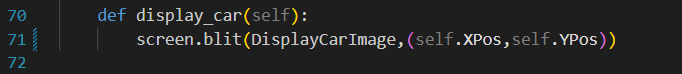 70 def display_car(self):
71 screen.blit(DisplayCarImage,(self.XPos,self.YPos))
72